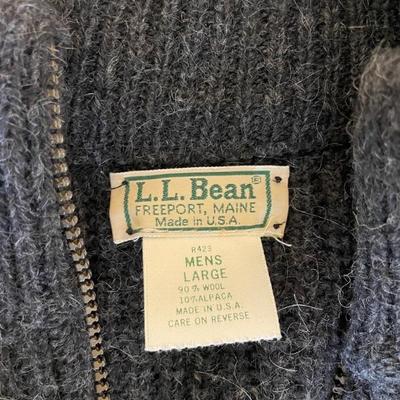 L.L. Bean®
FREEPORT, MAINE
Made in U.S.A.
R423
MENS
LARGE
90% WOOL
10% ALPACA
MADE IN U.S.A.
CARE ON REVERSE